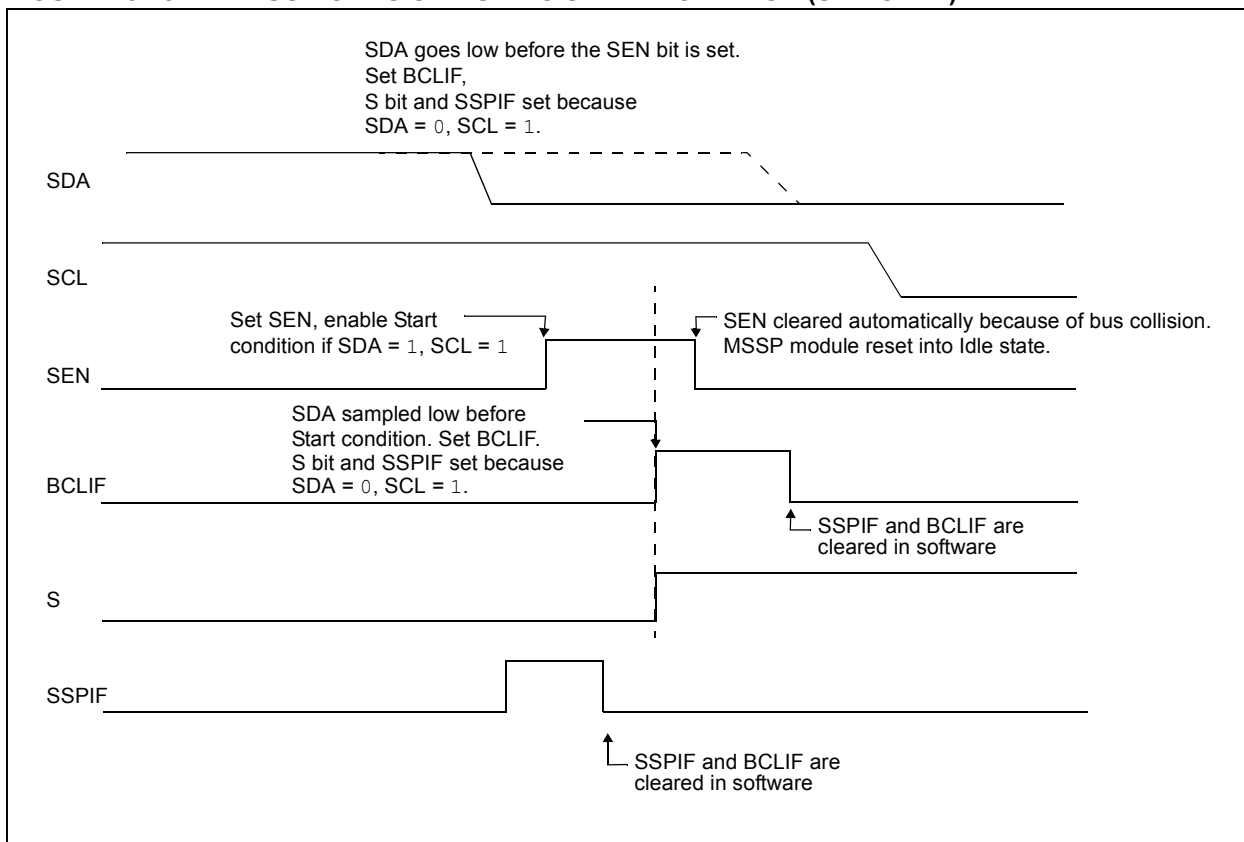 SDA goes low before the SEN bit is set.
Set BCLIF,
S bit and SSPIF set because
SDA = 0, SCL = 1.
SDA
SCL
Set SEN, enable Start
condition if SDA = 1, SCL = 1
SEN cleared automatically because of bus collision.
MSSP module reset into Idle state.
SEN
SDA sampled low before
Start condition. Set BCLIF.
S bit and SSPIF set because
SDA = 0, SCL = 1.
BCLIF
SSPIF and BCLIF are
cleared in software
S
SSPIF
SSPIF and BCLIF are
cleared in software